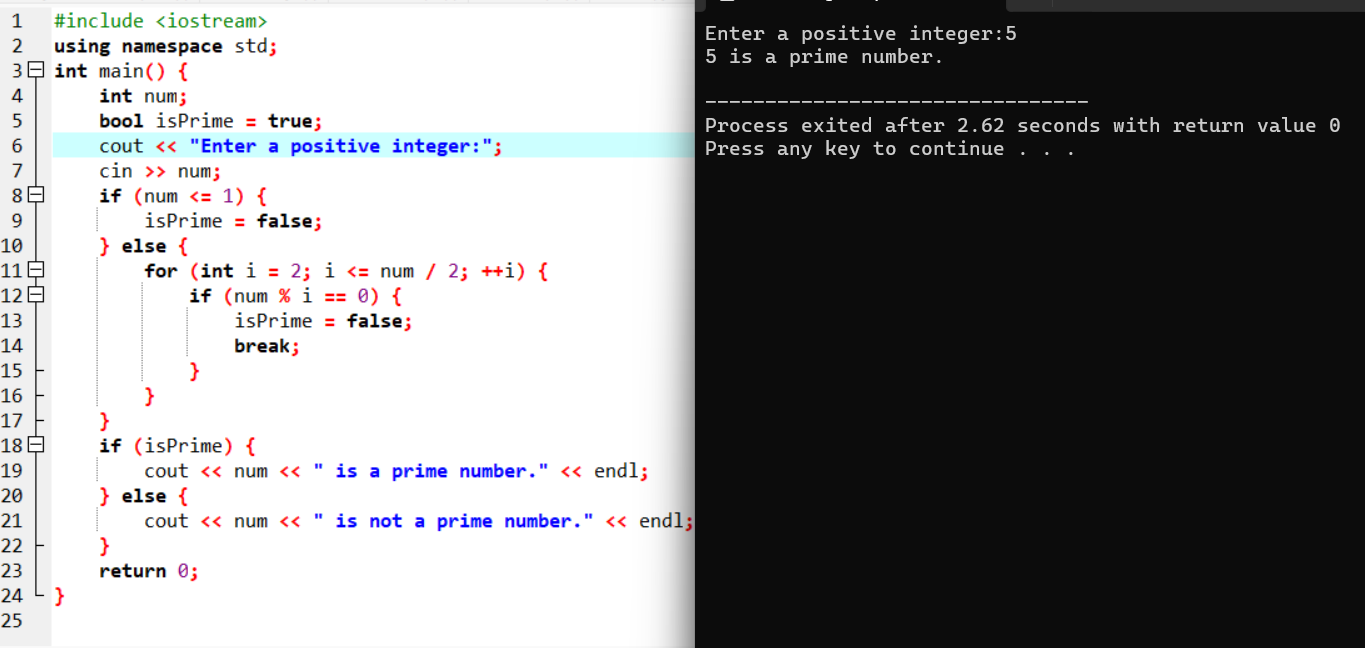 1 #include <iostream>
2 using namespace std;
3 int main() {
4 int num;
5 bool isPrime = true;
6 cout << "Enter a positive integer:";
7 cin >> num;
8 if (num <= 1) {
9 isPrime = false;
10 } else {
11 for (int i = 2; i <= num / 2; ++i) {
12 if (num % i == 0) {
13 isPrime = false;
14 break;
15 }
16 }
17 }
18 if (isPrime) {
19 cout << num << " is a prime number." << endl;
20 } else {
21 cout << num << " is not a prime number." << endl;
22 }
23 return 0;
24 }
25
Enter a positive integer:5
5 is a prime number.
--------------------------------
Process exited after 2.62 seconds with return value 0
Press any key to continue . . .